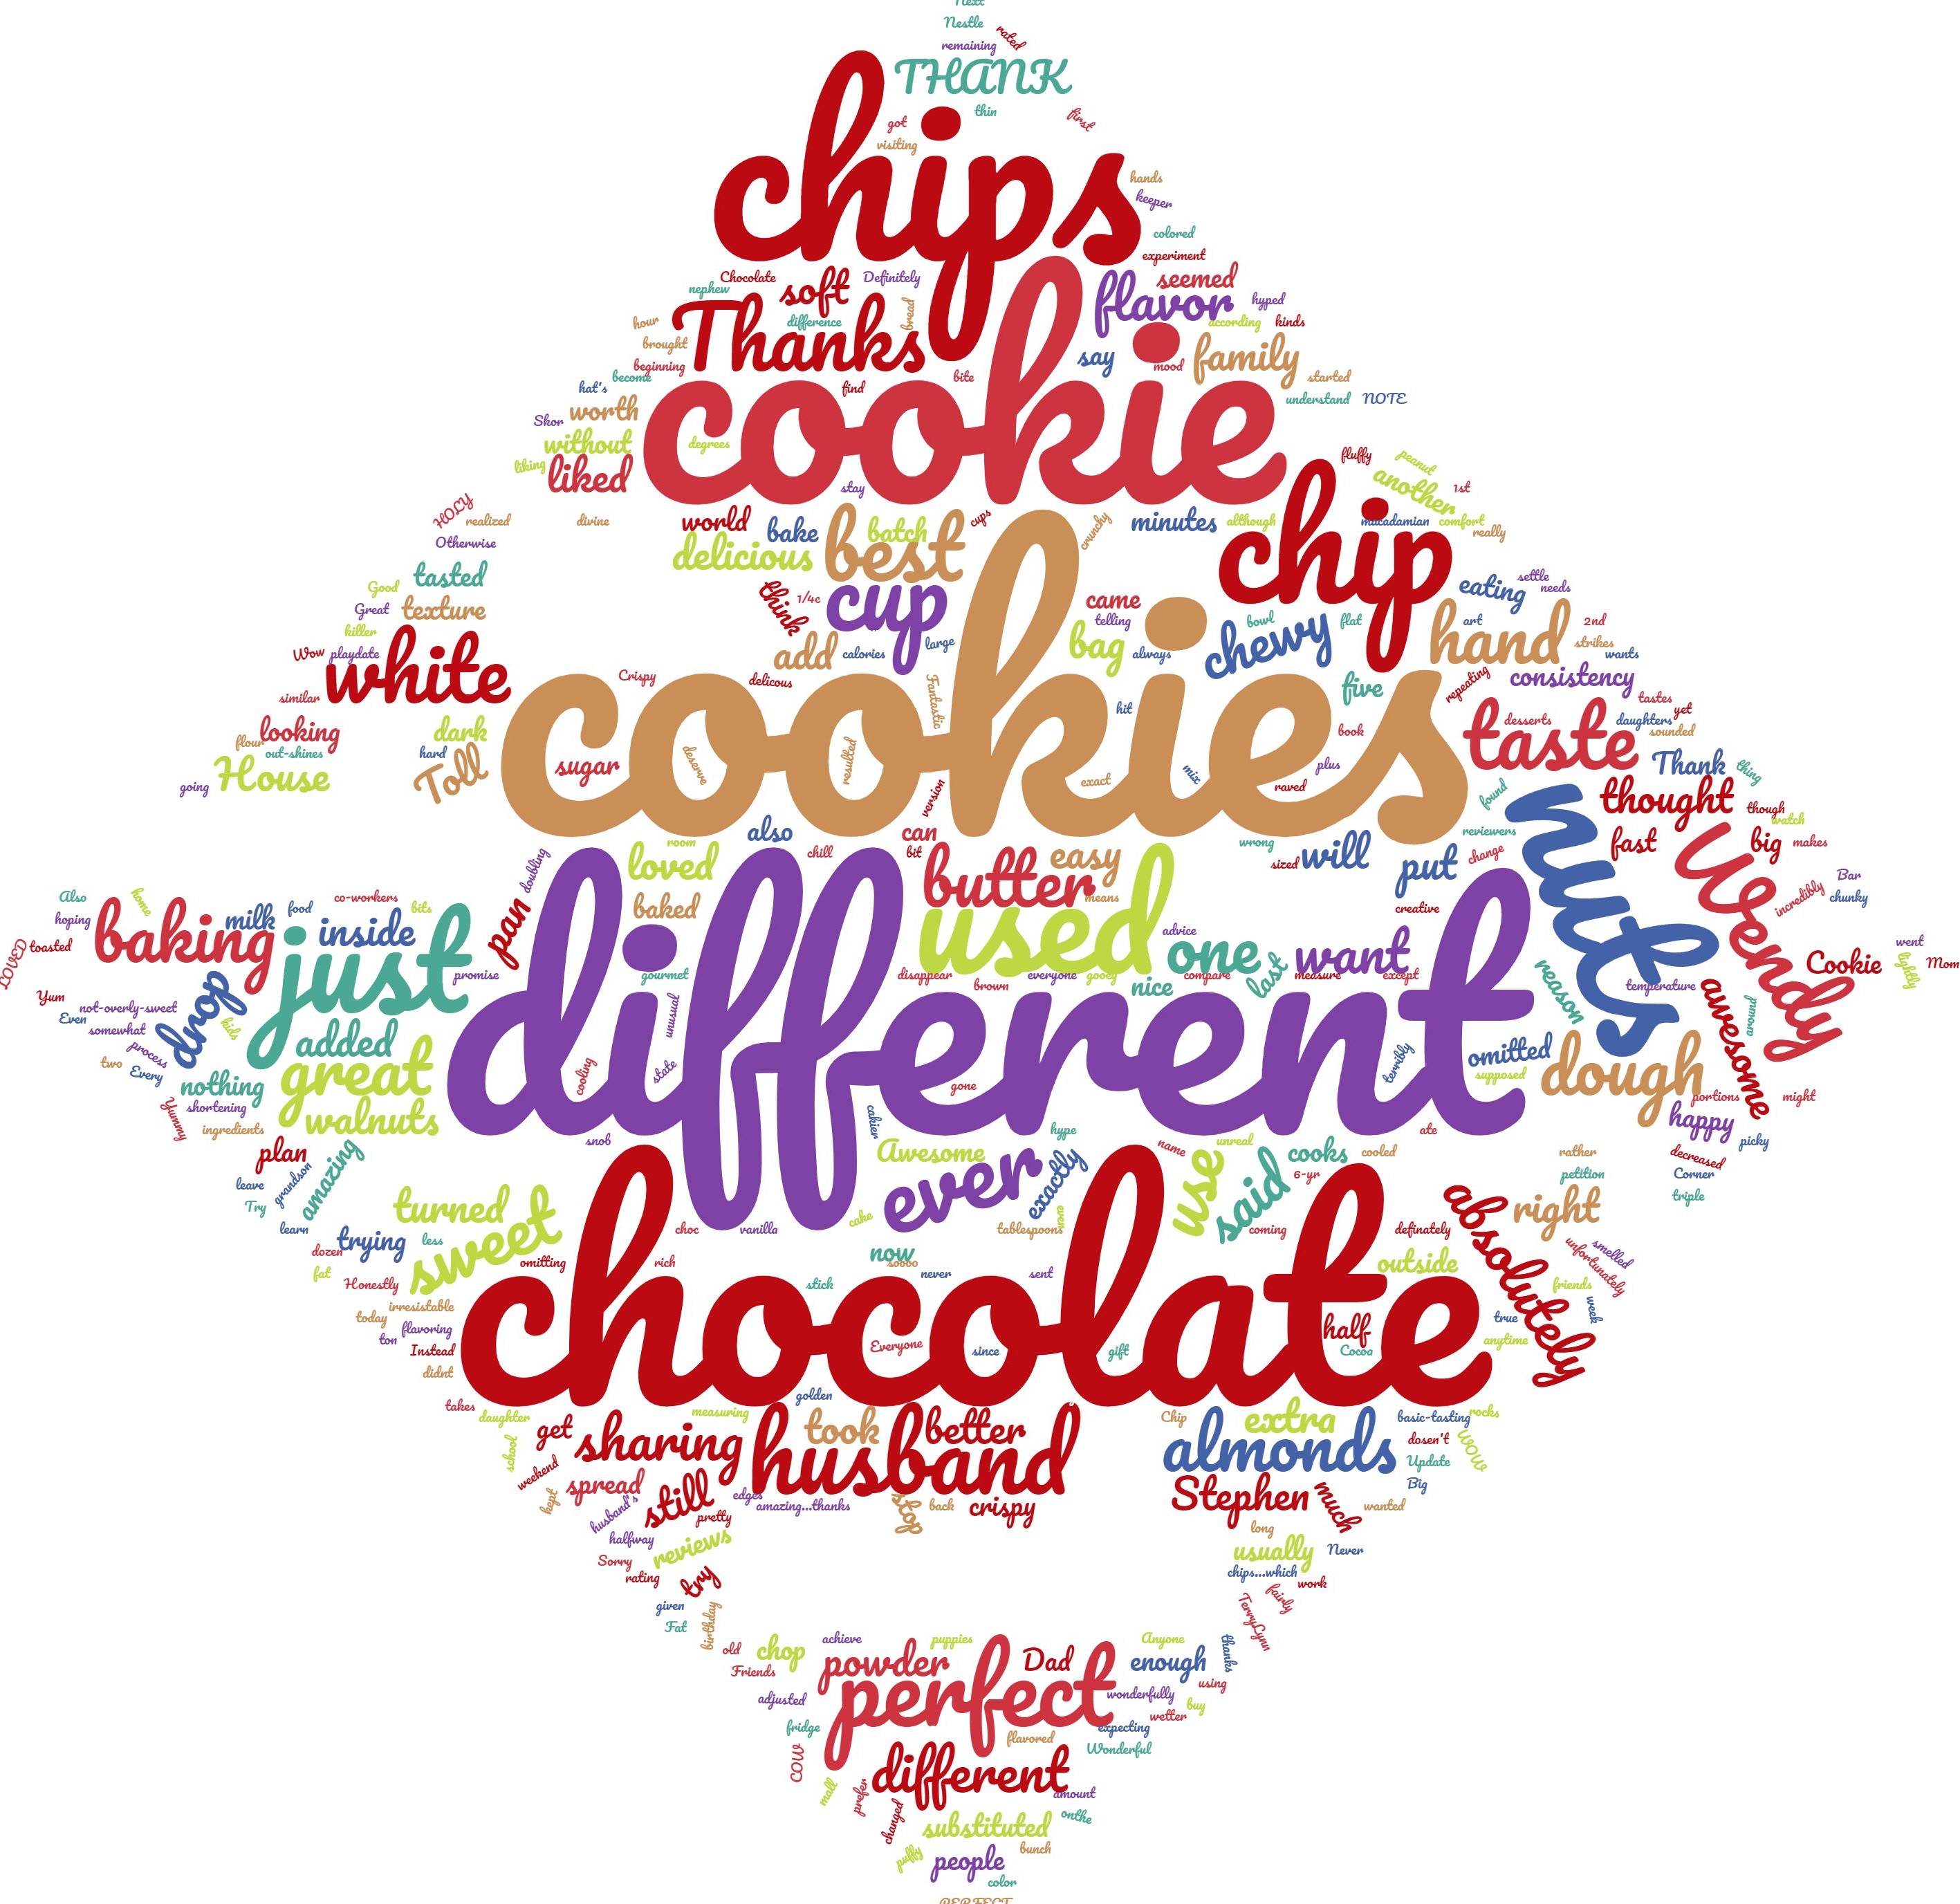 Next
Nestle
remaining
rated
THANK
thin
first
got
visiting
chips
hands
keeper
colored
experiment
Chocolate
soft
Definitely
flavor
seemed
nephew
hyped
Thanks
difference
bread
according
kinds
hour
brought
say
family
beginning
become
find
bite
mood
started
hat's
cookie
understand
NOTE
worth
Skor
without
degrees
liking
liked
stay
fluffy
peanut
another
1st
HOLY
realized
divine
world
bake
best
batch
cups
crunchy
minutes
although
macadamian
comfort
really
Otherwise
delicious
chip
tasted
Good
Great
texture
think
1/4c
cup
came
telling
eating
settle
needs
killer
add
calories
large
bag
always
chewy
bowl
flat
art
hand
2nd
strikes
wants
Wow
playdate
white
similar
Crispy
delicous
Fantastic
cookies
hit
five
repeating
consistency
tastes
yet
looking
flour
out-shines
dark
hard
book
taste
desserts
daughters
sounded
House
going
Toll
sugar
deserve
resulted
exact
mix
plus
raved
Thank
thing
version
found
nuts
thought
though
watch
also
can
reviewers
fast
Wendy
big
makes
room
loved
chill
bit
butter
easy
means
wrong
sized
will
put
change
doubling
pan
Bar
chunky
incredibly
Also
home
co-workers
bits
baked
used
creative
hoping
baking
milk
food
inside
just
different
advice
one
want
LOVED
toasted
promise
gourmet
disappear
brown
everyone
gooey
nice
compare
last
measure
except
reason
temperature
awesome
Cookie
went
lightly
Mom
Yum
not-overly-sweet
Even
somewhat
drop
kids
unusual
around
process
added
two
Every
great
cooling
state
gone
terribly
omitted
supposed
dough
portions
might
nothing
shortening
walnuts
Yummy
ingredients
snob
cakier
hype
ate
happy
picky
plan
amazing
grandson
Awesome
ever
exactly
name
unreal
use
said
cooks
cooled
6-yr
rather
petition
decreased
Corner
leave
Try
triple
turned
sweet
learn
trying
less
dozen
choc
vanilla
cake
tablespoons
even
coming
definately
absolutely
right
smelled
unfortunately
fat
Honestly
omitting
rich
now
soooo
never
sent
outside
friends
week
irresistable
today
stick
chocolate
true
ton
flavoring
Instead
Everyone
since
gift
half
Cocoa
anytime
didnt
takes
daughter
golden
measuring
get
sharing
took
better
husband
Chip
extra
almonds
basic-tasting
rocks
school
dosen't
WOW
Update
weekend
kept
spread
still
edges
amazing...thanks
stop
back
crispy
Stephen
much
wanted
Big
husband's
pretty
halfway
reviews
long
usually
Never
Sorry
rating
try
chips...which
work
fairly
TerryLynn
given
Fat
birthday
old
chop
achieve
puppies
Anyone
thanks
Friends
powder
Dad
enough
using
adjusted
perfect
wonderfully
buy
wetter
fridge
flavored
expecting
Wonderful
COW
mall
prefer
different
amount
changed
substituted
onthe
puffy
people
bunch
color
PERFECT